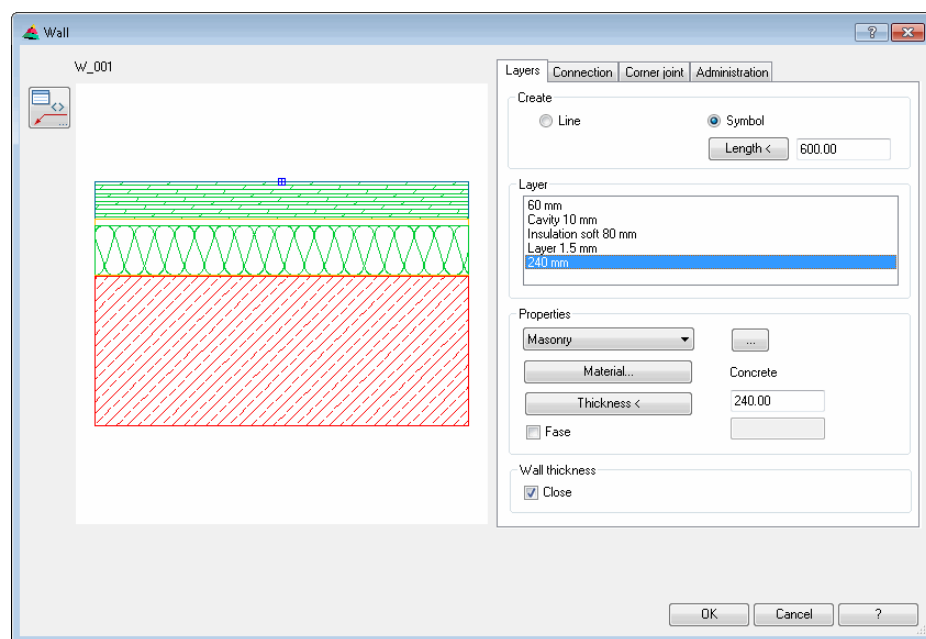 Wall
?
W_001
<>
...
Layers Connection Corner joint Administration
Create
Line Symbol
Length < 600.00
Layer
60 mm
Cavity 10 mm
Insulation soft 80 mm
Layer 1.5 mm
240 mm
Properties
Masonry ...
Material... Concrete
Thickness < 240.00
Fase
Wall thickness
Close
OK Cancel ?